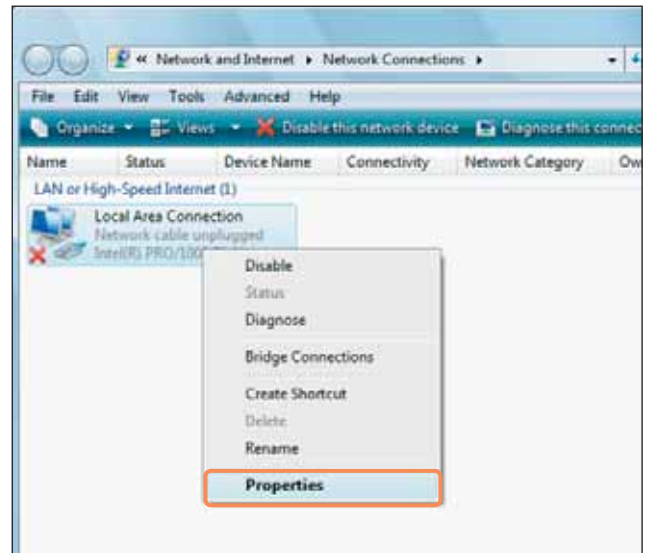 « Network and Internet ▸ Network Connections ▸
File Edit View Tools Advanced Help
Organize Views Disable this network device Diagnose this connec
Name Status Device Name Connectivity Network Category Ow
LAN or High-Speed Internet (1)
Local Area Connection
Network cable unplugged
Intel(R) PRO/100
Disable
Status
Diagnose
Bridge Connections
Create Shortcut
Delete
Rename
Properties